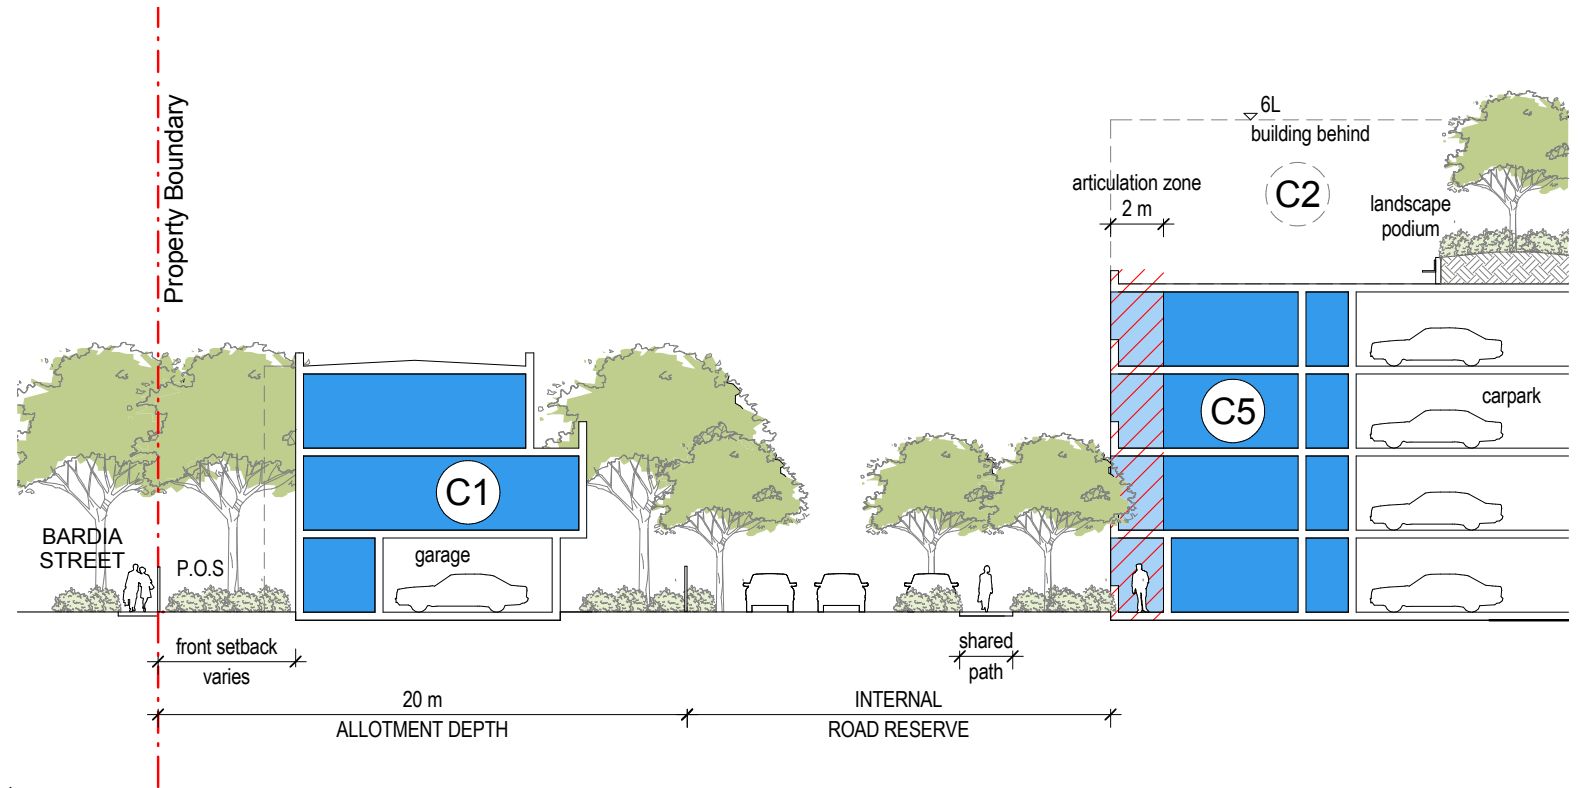 Property Boundary
6L
building behind
C2
articulation zone
2 m
landscape
podium
C5
carpark
C1
garage
BARDIA
STREET
P.O.S
front setback
varies
shared
path
20 m
ALLOTMENT DEPTH
INTERNAL
ROAD RESERVE